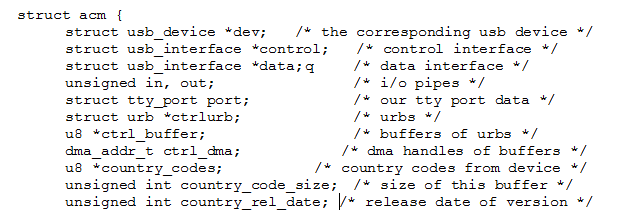 struct acm {
struct usb_device *dev; /* the corresponding usb device */
struct usb_interface *control; /* control interface */
struct usb_interface *data;q /* data interface */
unsigned in, out; /* i/o pipes */
struct tty_port port; /* our tty port data */
struct urb *ctrlurb; /* urbs */
u8 *ctrl_buffer; /* buffers of urbs */
dma_addr_t ctrl_dma; /* dma handles of buffers */
u8 *country_codes; /* country codes from device */
unsigned int country_code_size; /* size of this buffer */
unsigned int country_rel_date; /* release date of version */